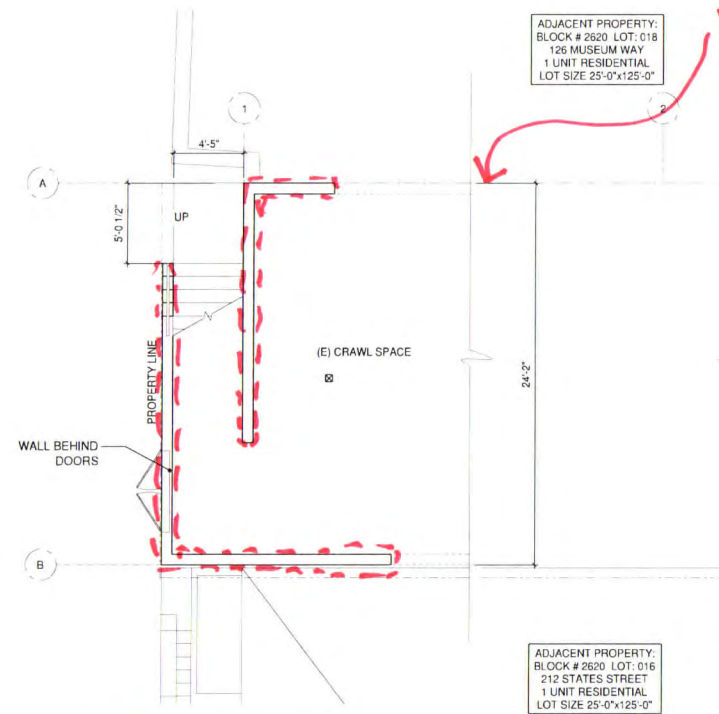 ADJACENT PROPERTY:
BLOCK # 2620 LOT: 018
126 MUSEUM WAY
1 UNIT RESIDENTIAL
LOT SIZE 25'-0"x125'-0"
1
2
4'-5"
A
5'-0 1/2"
UP
(E) CRAWL SPACE
24'-2"
PROPERTY LINE
WALL BEHIND
DOORS
N
B
ADJACENT PROPERTY:
BLOCK # 2620 LOT: 016
212 STATES STREET
1 UNIT RESIDENTIAL
LOT SIZE 25'-0"x125'-0"